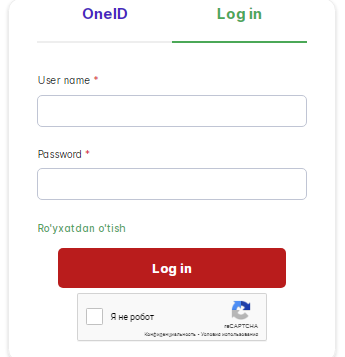 OneID
Log in
User name *
Password *
Ro'yxatdan o'tish
Log in
Я не робот
reCAPTCHA
Конфиденциальность - Условия использования